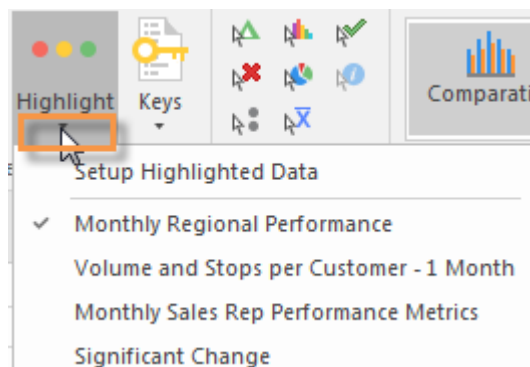 Highlight
Keys
Comparati
Setup Highlighted Data
Monthly Regional Performance
Volume and Stops per Customer - 1 Month
Monthly Sales Rep Performance Metrics
Significant Change